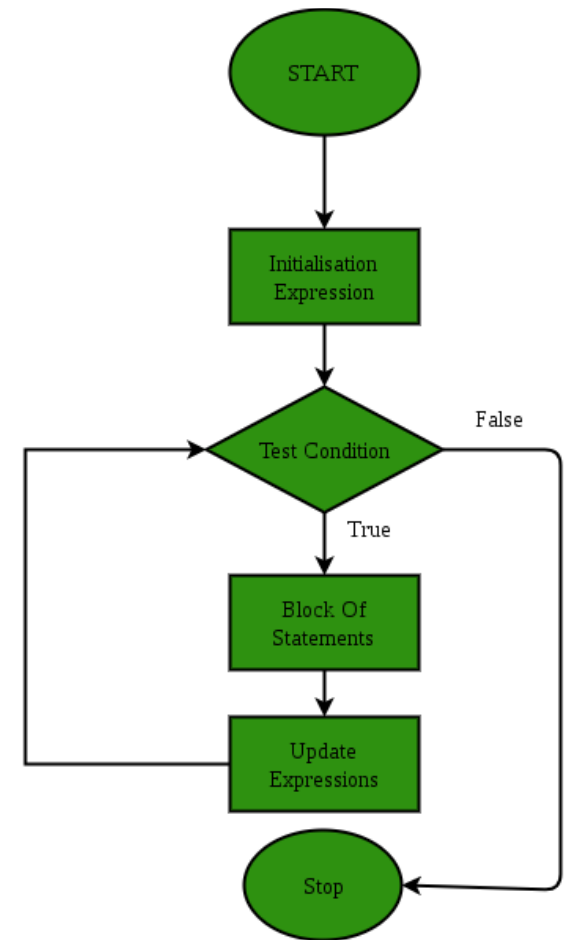 START
Initialisation
Expression
Test Condition
False
True
Block Of
Statements
Update
Expressions
Stop